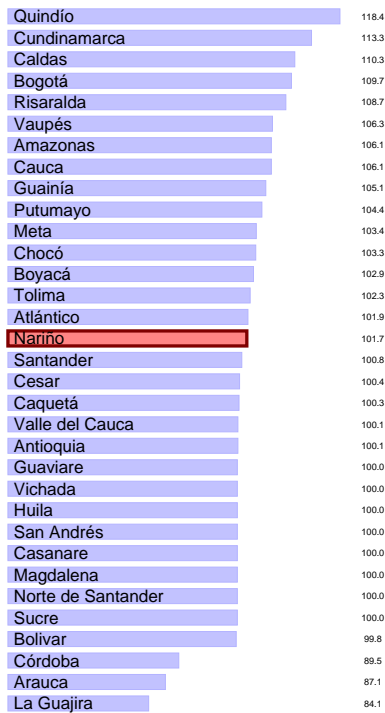 Quindío 118.4
Cundinamarca 113.3
Caldas 110.3
Bogotá 109.7
Risaralda 108.7
Vaupés 106.3
Amazonas 106.1
Cauca 106.1
Guainía 105.1
Putumayo 104.4
Meta 103.4
Chocó 103.3
Boyacá 102.9
Tolima 102.3
Atlántico 101.9
Nariño 101.7
Santander 100.8
Cesar 100.4
Caquetá 100.3
Valle del Cauca 100.1
Antioquia 100.1
Guaviare 100.0
Vichada 100.0
Huila 100.0
San Andrés 100.0
Casanare 100.0
Magdalena 100.0
Norte de Santander 100.0
Sucre 100.0
Bolivar 99.8
Córdoba 89.5
Arauca 87.1
La Guajira 84.1